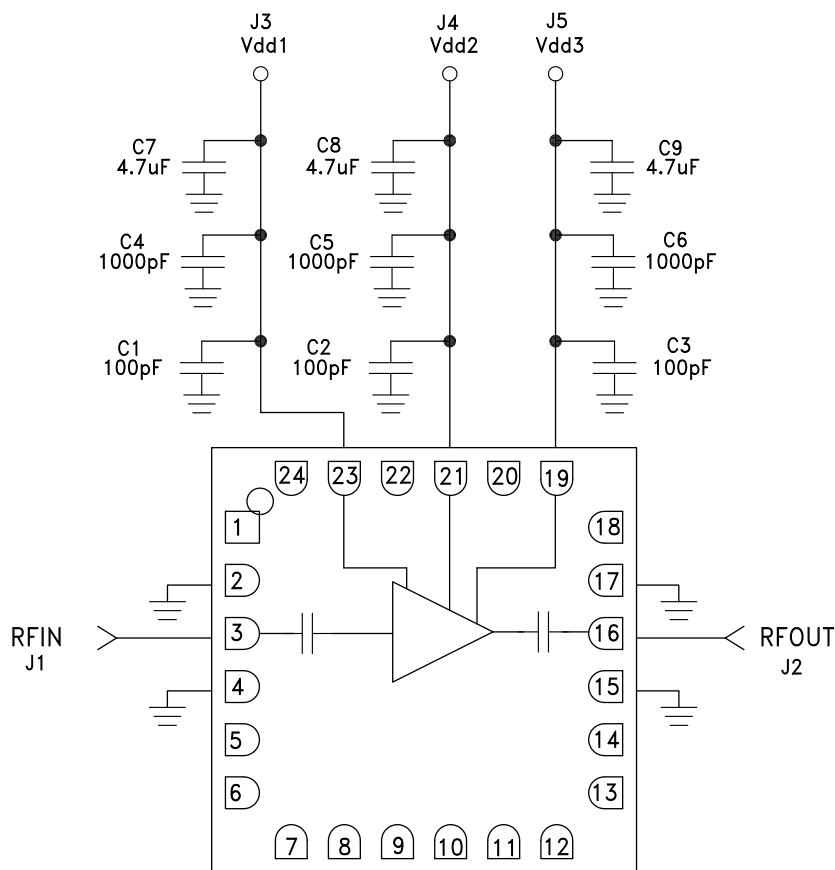 J3
Vdd1
J4
Vdd2
J5
Vdd3
C7
4.7uF
C8
4.7uF
C9
4.7uF
C4
1000pF
C5
1000pF
C6
1000pF
C1
100pF
C2
100pF
C3
100pF
24
23
22
21
20
19
1
18
2
17
RFIN
J1
3
16
RFOUT
J2
4
15
5
14
6
13
7
8
9
10
11
12